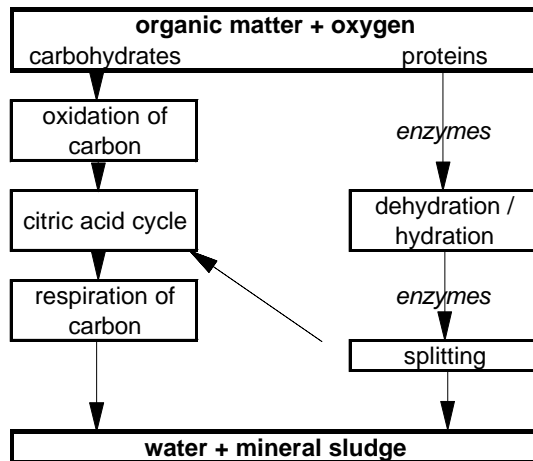 organic matter + oxygen
carbohydrates
proteins
oxidation of
carbon
enzymes
citric acid cycle
dehydration /
hydration
respiration of
carbon
enzymes
splitting
water + mineral sludge